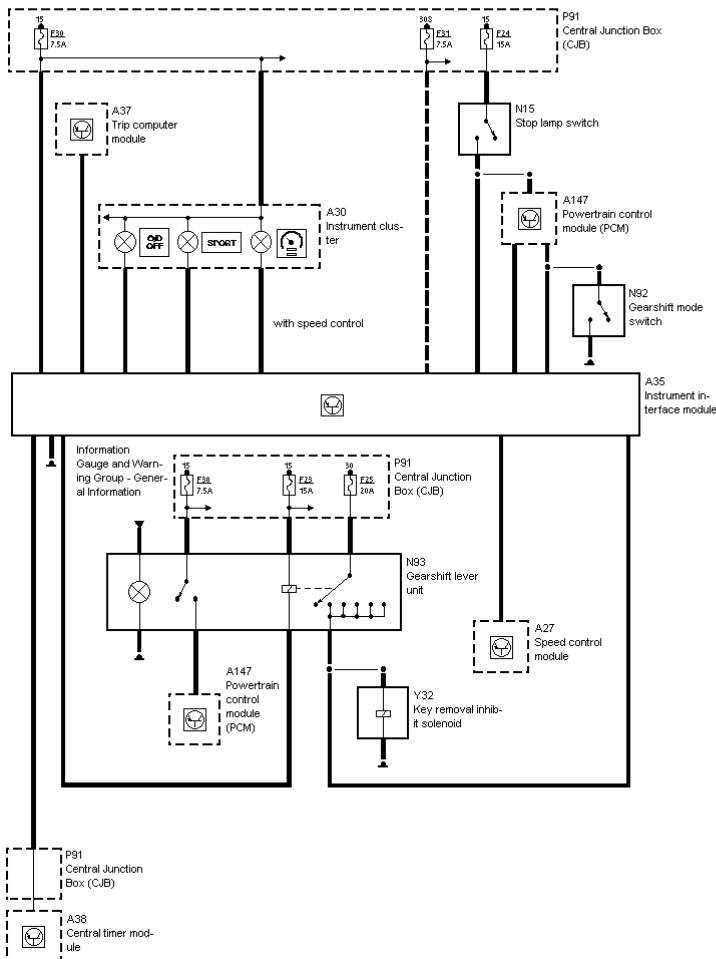 15
F30
7.5A
30S
F31
7.5A
15
F24
15A
P91
Central Junction Box
(CJB)
A37
Trip computer
module
N15
Stop lamp switch
A147
Powertrain control
module (PCM)
A30
Instrument clus-
ter
O/D
OFF
SPORT
N92
Gearshift mode
switch
with speed control
A35
Instrument in-
terface module
Information
Gauge and Warn-
ing Group - Gener-
al Information
15
F30
7.5A
15
F23
15A
30
F25
20A
P91
Central Junction
Box (CJB)
N93
Gearshift lever
unit
A27
Speed control
module
A147
Powertrain
control
module
(PCM)
Y32
Key removal inhib-
it solenoid
P91
Central Junction
Box (CJB)
A38
Central timer mod-
ule